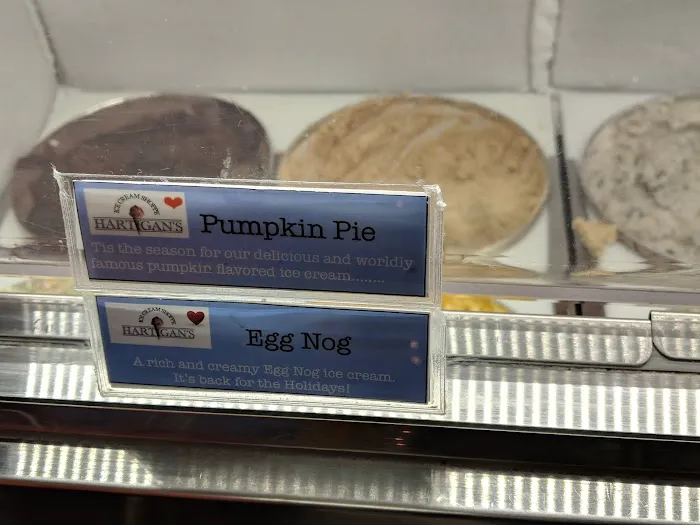 ICE CREAM SHOPPE
HARTIGAN'S
Pumpkin Pie
Tis the season for our delicious and worldly
famous pumpkin flavored ice cream........
ICE CREAM SHOPPE
HARTIGAN'S
Egg Nog
A rich and creamy Egg Nog ice cream.
It's back for the Holidays!